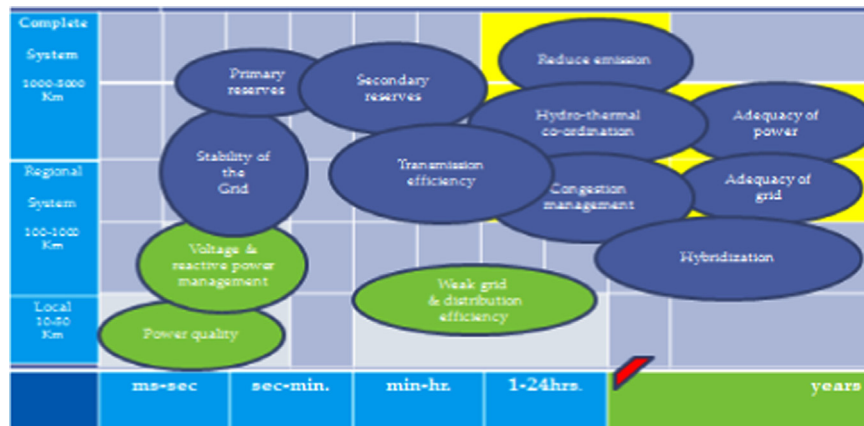 Complete
System
1000-5000
Km
Regional
System
100-1000
Km
Local
10-50
Km
Reduce emission
Primary
reserves
Secondary
reserves
Hydro-thermal
co-ordination
Adequacy of
power
Stability of
the
Grid
Transmission
efficiency
Congestion
management
Adequacy of
grid
Voltage &
reactive power
management
Hybridization
Weak grid
& distribution
efficiency
Power quality
ms-sec
sec-min.
min-hr.
1-24hrs.
years